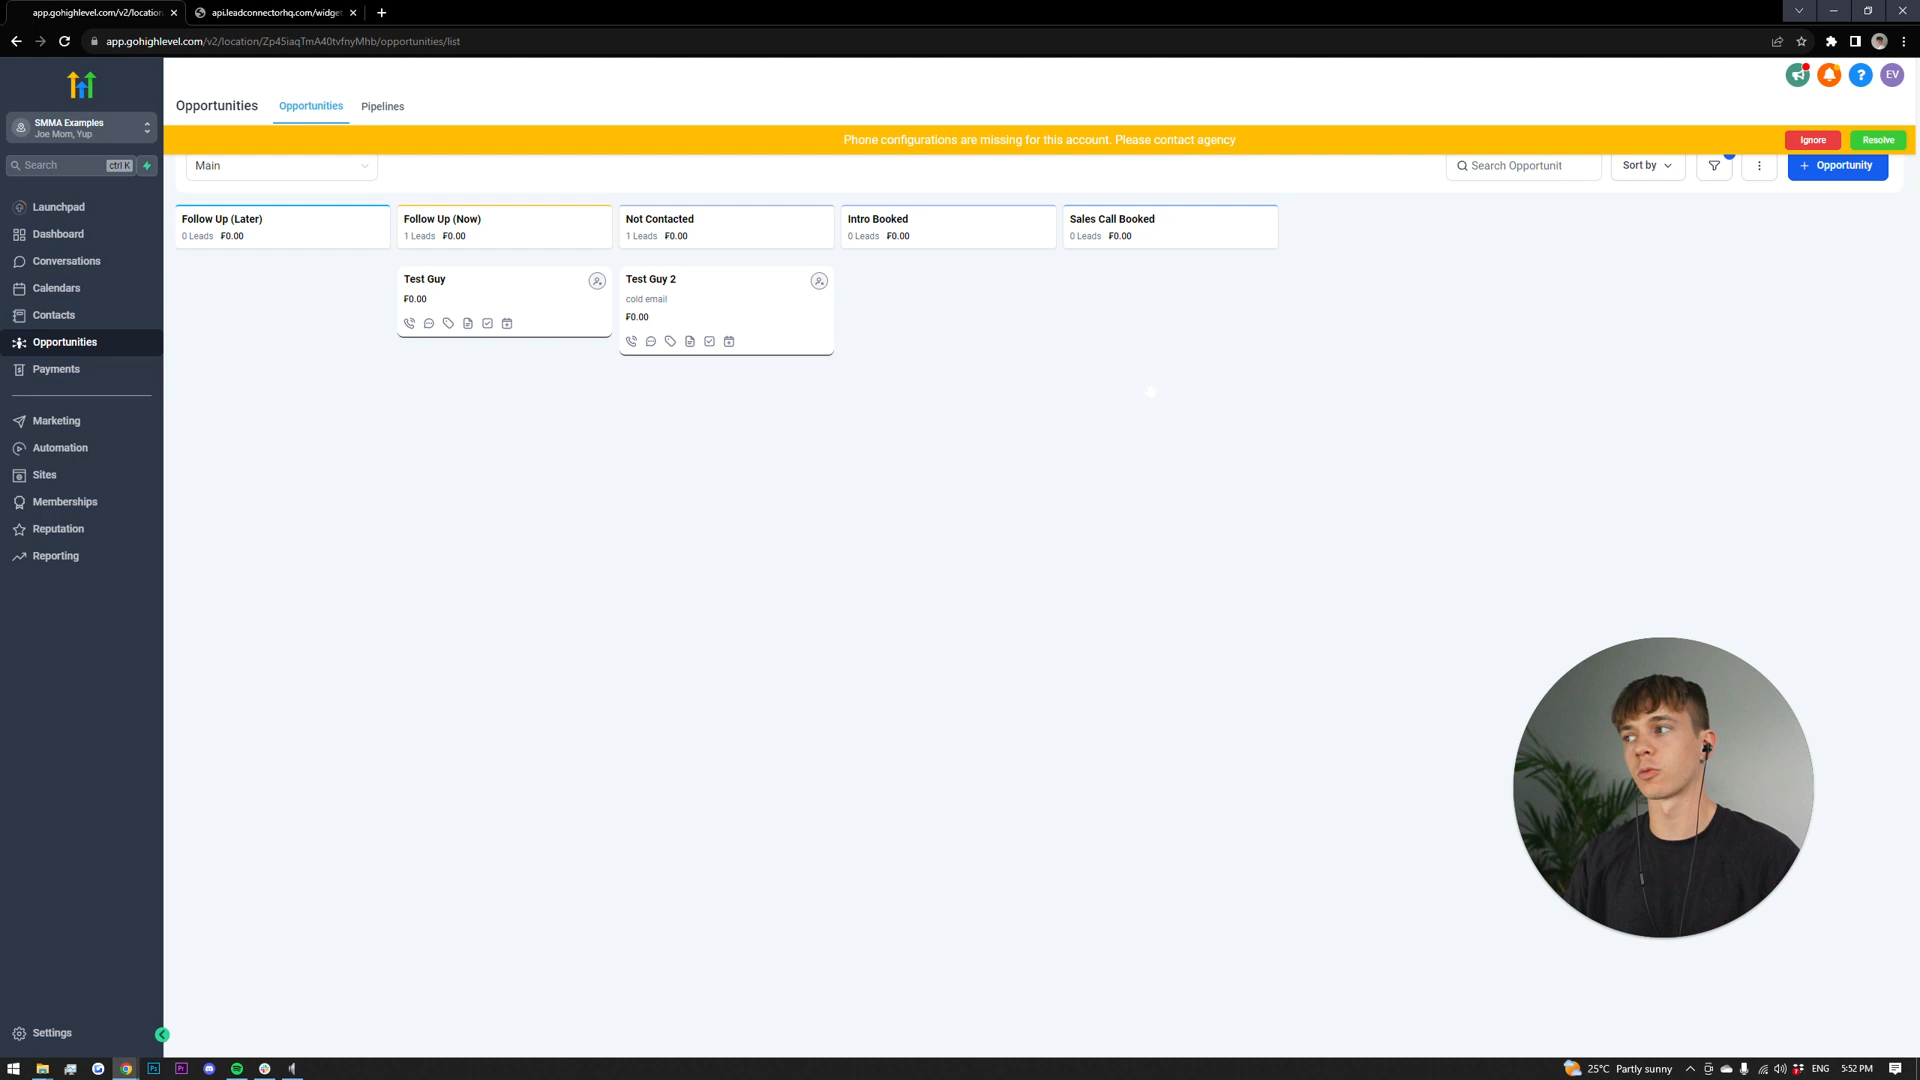 app.gohighlevel.com/v2/location
api.leadconnectorhq.com/widge
app.gohighlevel.com/v2/location/Zp45iaqTmA40tvfnyMhb/opportunities/list
EV
SMMA Examples
Joe Mom, Yup
Search
ctrl K
Launchpad
Dashboard
Conversations
Calendars
Contacts
Opportunities
Payments
Marketing
Automation
Sites
Memberships
Reputation
Reporting
Settings
Opportunities
Opportunities
Pipelines
Phone configurations are missing for this account. Please contact agency
Ignore
Resolve
Main
Search Opportunit
Sort by
+ Opportunity
Follow Up (Later)
0 Leads ₣0.00
Follow Up (Now)
1 Leads ₣0.00
Not Contacted
1 Leads ₣0.00
Intro Booked
0 Leads ₣0.00
Sales Call Booked
0 Leads ₣0.00
Test Guy
₣0.00
Test Guy 2
cold email
₣0.00
Ps
Pr
25°C Partly sunny
ENG
5:52 PM